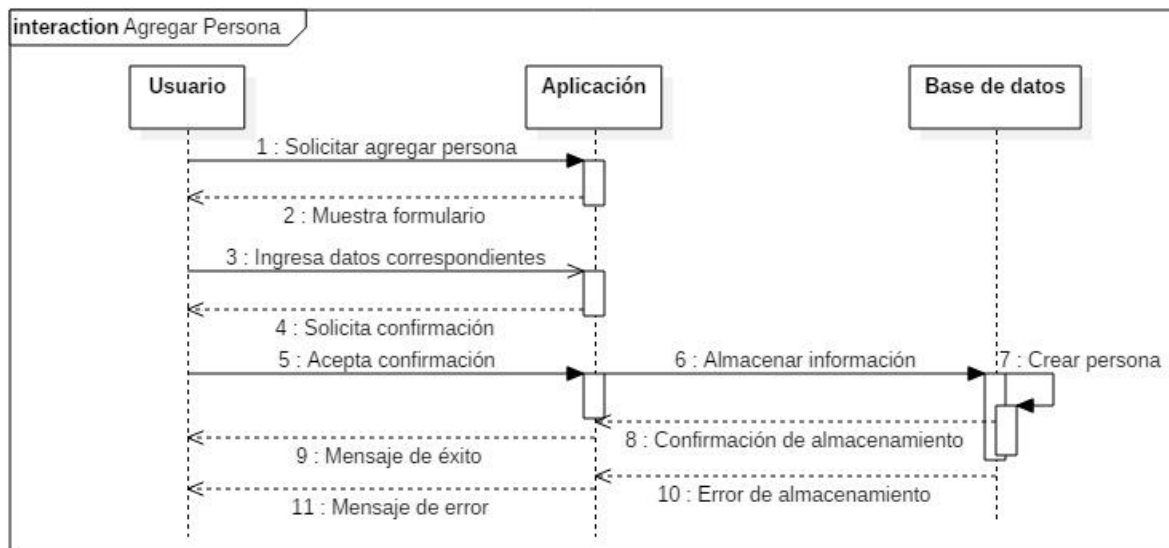 interaction Agregar Persona
Usuario
Aplicación
Base de datos
1 : Solicitar agregar persona
2 : Muestra formulario
3 : Ingresa datos correspondientes
4 : Solicita confirmación
5 : Acepta confirmación
6 : Almacenar información
7 : Crear persona
8 : Confirmación de almacenamiento
9 : Mensaje de éxito
10 : Error de almacenamiento
11 : Mensaje de error